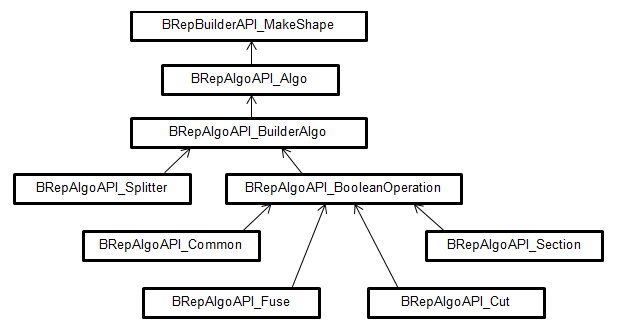 BRepBuilderAPI_MakeShape
BRepAlgoAPI_Algo
BRepAlgoAPI_BuilderAlgo
BRepAlgoAPI_Splitter
BRepAlgoAPI_BooleanOperation
BRepAlgoAPI_Common
BRepAlgoAPI_Section
BRepAlgoAPI_Fuse
BRepAlgoAPI_Cut